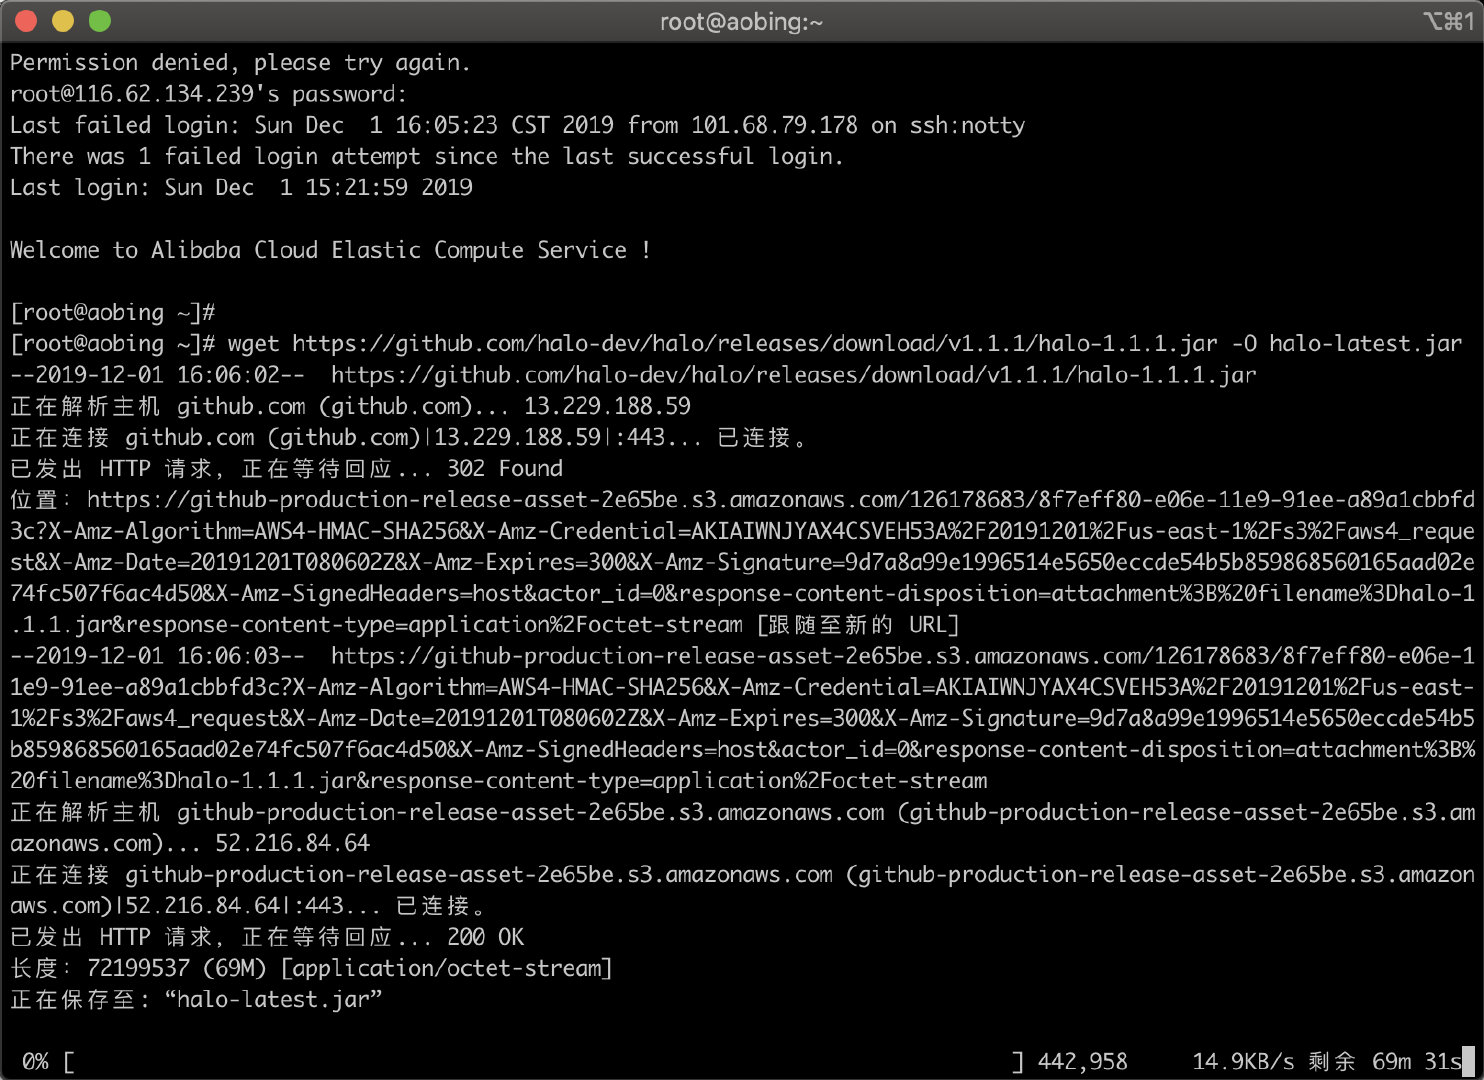 root@aobing:~
⌥⌘1
Permission denied, please try again.
root@116.62.134.239's password:
Last failed login: Sun Dec  1 16:05:23 CST 2019 from 101.68.79.178 on ssh:notty
There was 1 failed login attempt since the last successful login.
Last login: Sun Dec  1 15:21:59 2019
Welcome to Alibaba Cloud Elastic Compute Service !
[root@aobing ~]#
[root@aobing ~]# wget https://github.com/halo-dev/halo/releases/download/v1.1.1/halo-1.1.1.jar -O halo-latest.jar
--2019-12-01 16:06:02--  https://github.com/halo-dev/halo/releases/download/v1.1.1/halo-1.1.1.jar
正在解析主机 github.com (github.com)... 13.229.188.59
正在连接 github.com (github.com)|13.229.188.59|:443... 已连接。
已发出 HTTP 请求，正在等待回应... 302 Found
位置：https://github-production-release-asset-2e65be.s3.amazonaws.com/126178683/8f7eff80-e06e-11e9-91ee-a89a1cbbfd
3c?X-Amz-Algorithm=AWS4-HMAC-SHA256&X-Amz-Credential=AKIAIWNJYAX4CSVEH53A%2F20191201%2Fus-east-1%2Fs3%2Faws4_reque
st&X-Amz-Date=20191201T080602Z&X-Amz-Expires=300&X-Amz-Signature=9d7a8a99e1996514e5650eccde54b5b859868560165aad02e
74fc507f6ac4d50&X-Amz-SignedHeaders=host&actor_id=0&response-content-disposition=attachment%3B%20filename%3Dhalo-1
.1.1.jar&response-content-type=application%2Foctet-stream [跟随至新的 URL]
--2019-12-01 16:06:03--  https://github-production-release-asset-2e65be.s3.amazonaws.com/126178683/8f7eff80-e06e-1
1e9-91ee-a89a1cbbfd3c?X-Amz-Algorithm=AWS4-HMAC-SHA256&X-Amz-Credential=AKIAIWNJYAX4CSVEH53A%2F20191201%2Fus-east-
1%2Fs3%2Faws4_request&X-Amz-Date=20191201T080602Z&X-Amz-Expires=300&X-Amz-Signature=9d7a8a99e1996514e5650eccde54b5
b859868560165aad02e74fc507f6ac4d50&X-Amz-SignedHeaders=host&actor_id=0&response-content-disposition=attachment%3B%
20filename%3Dhalo-1.1.1.jar&response-content-type=application%2Foctet-stream
正在解析主机 github-production-release-asset-2e65be.s3.amazonaws.com (github-production-release-asset-2e65be.s3.am
azonaws.com)... 52.216.84.64
正在连接 github-production-release-asset-2e65be.s3.amazonaws.com (github-production-release-asset-2e65be.s3.amazon
aws.com)|52.216.84.64|:443... 已连接。
已发出 HTTP 请求，正在等待回应... 200 OK
长度：72199537 (69M) [application/octet-stream]
正在保存至: “halo-latest.jar”
0% [ ] 442,958 14.9KB/s 剩余 69m 31s